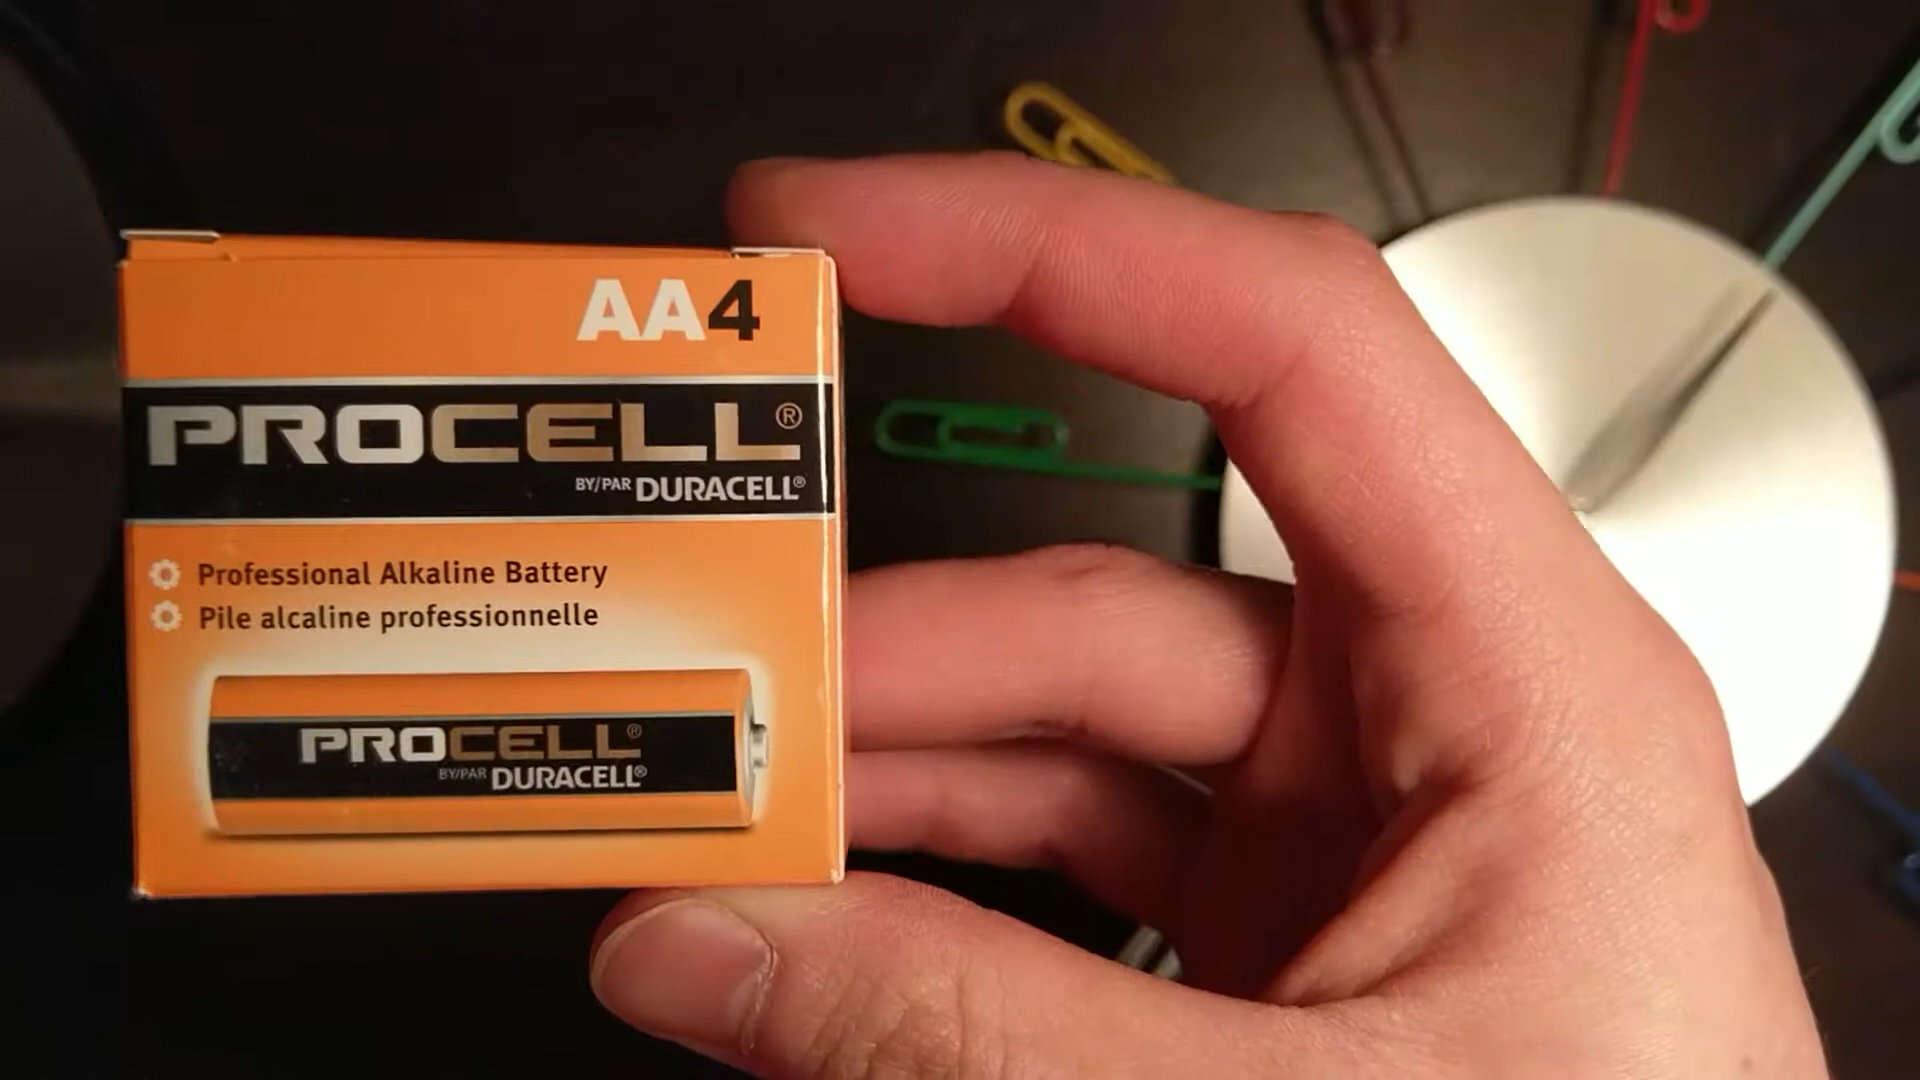 AA4
PROCELL®
BY/PAR DURACELL®
Professional Alkaline Battery
Pile alcaline professionnelle
PROCELL®
BY/PAR DURACELL®